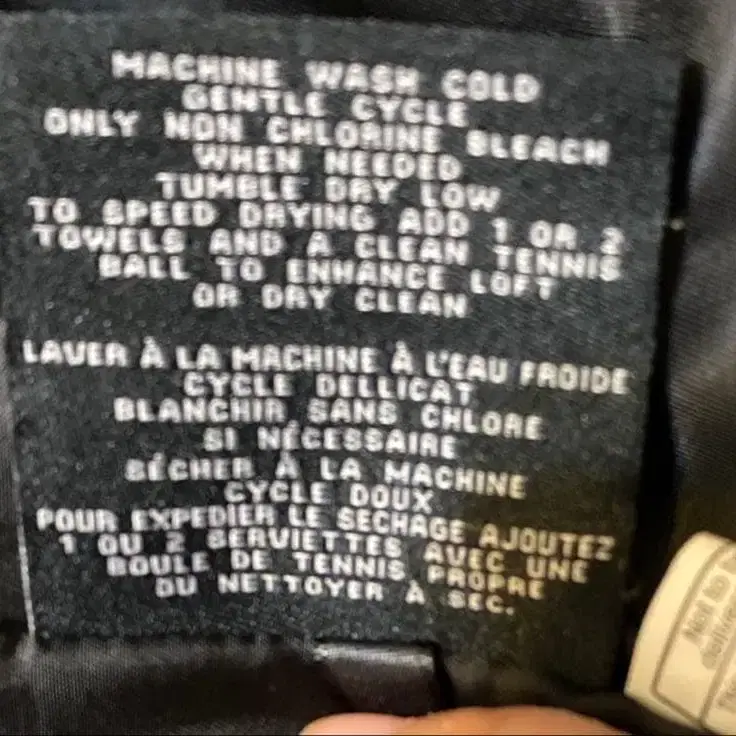 MACHINE WASH COLD
GENTLE CYCLE
ONLY NON CHLORINE BLEACH
WHEN NEEDED
TUMBLE DRY LOW
TO SPEED DRYING ADD 1 OR 2
TOWELS AND A CLEAN TENNIS
BALL TO ENHANCE LOFT
OR DRY CLEAN
LAVER À LA MACHINE À L'EAU FROIDE
CYCLE DELLICAT
BLANCHIR SANS CHLORE
SI NÉCESSAIRE
SÉCHER À LA MACHINE
CYCLE DOUX
POUR EXPEDIER LE SECHAGE AJOUTEZ
1 OU 2 SERVIETTES AVEC UNE
BOULE DE TENNIS PROPRE
OU NETTOYER À SEC.
Not to